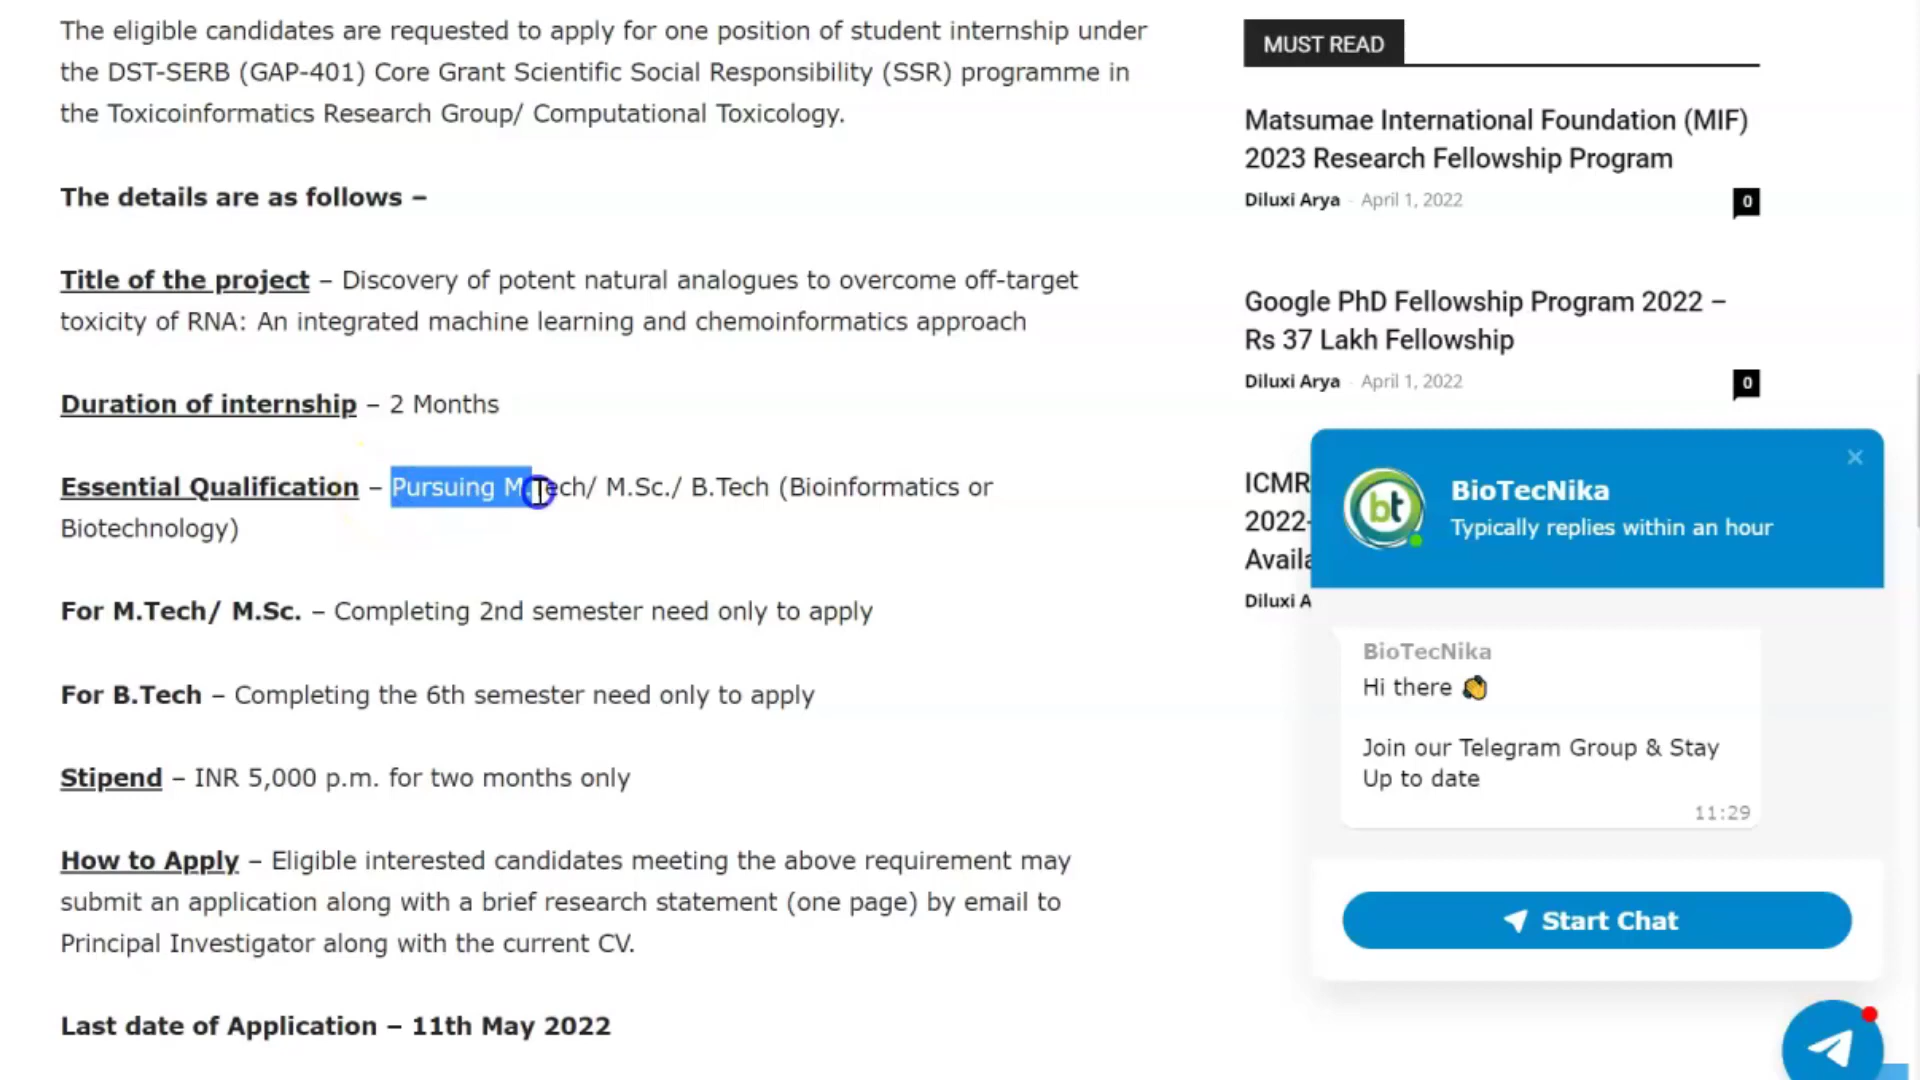 The eligible candidates are requested to apply for one position of student internship under
the DST-SERB (GAP-401) Core Grant Scientific Social Responsibility (SSR) programme in
the Toxicoinformatics Research Group/ Computational Toxicology.
The details are as follows –
Title of the project – Discovery of potent natural analogues to overcome off-target
toxicity of RNA: An integrated machine learning and chemoinformatics approach
Duration of internship – 2 Months
Essential Qualification – Pursuing M.Tech/ M.Sc./ B.Tech (Bioinformatics or
Biotechnology)
For M.Tech/ M.Sc. – Completing 2nd semester need only to apply
For B.Tech – Completing the 6th semester need only to apply
Stipend – INR 5,000 p.m. for two months only
How to Apply – Eligible interested candidates meeting the above requirement may
submit an application along with a brief research statement (one page) by email to
Principal Investigator along with the current CV.
Last date of Application – 11th May 2022
MUST READ
Matsumae International Foundation (MIF)
2023 Research Fellowship Program
Diluxi Arya - April 1, 2022
0
Google PhD Fellowship Program 2022 –
Rs 37 Lakh Fellowship
Diluxi Arya - April 1, 2022
0
ICMR
2022-
Availa
Diluxi A
bt
BioTecNika
Typically replies within an hour
BioTecNika
Hi there
Join our Telegram Group & Stay
Up to date
11:29
Start Chat